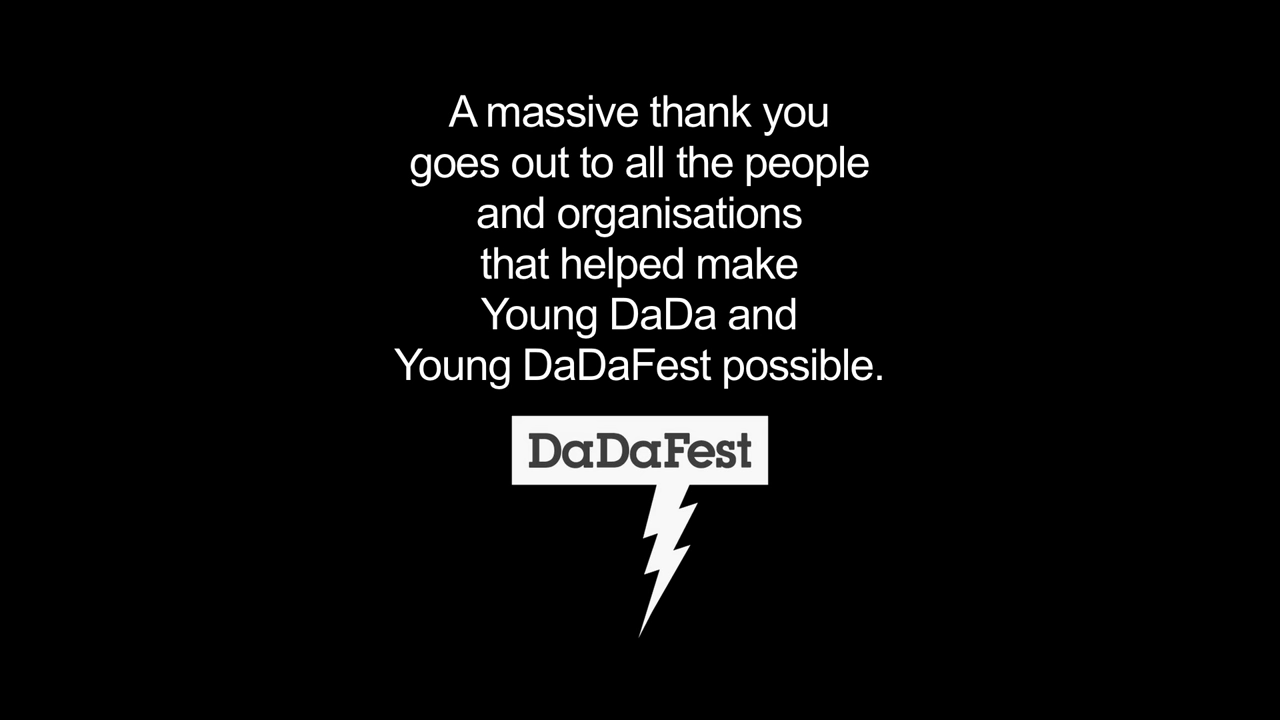 A massive thank you
goes out to all the people
and organisations
that helped make
Young DaDa and
Young DaDaFest possible.
DaDaFest